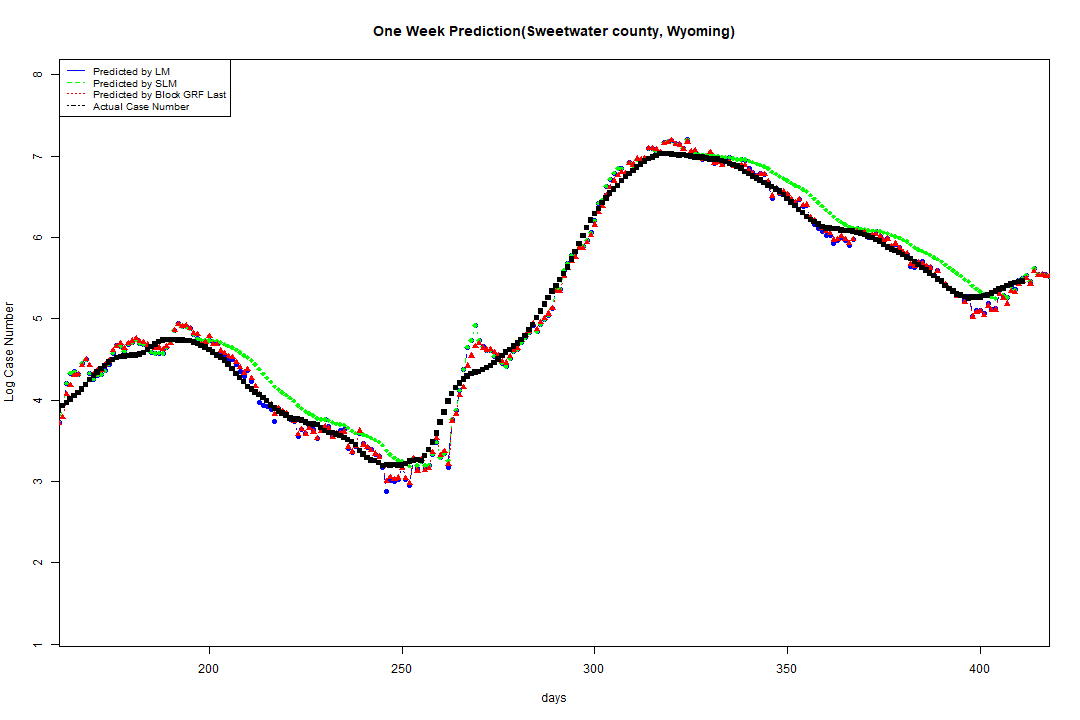 One Week Prediction(Sweetwater county, Wyoming)
Predicted by LM
Predicted by SLM
Predicted by Block GRF Last
Actual Case Number
8
7
6
5
4
3
2
1
Log Case Number
200 250 300 350 400
days